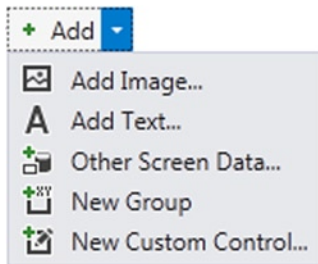 Add
Add Image...
Add Text...
Other Screen Data...
New Group
New Custom Control...